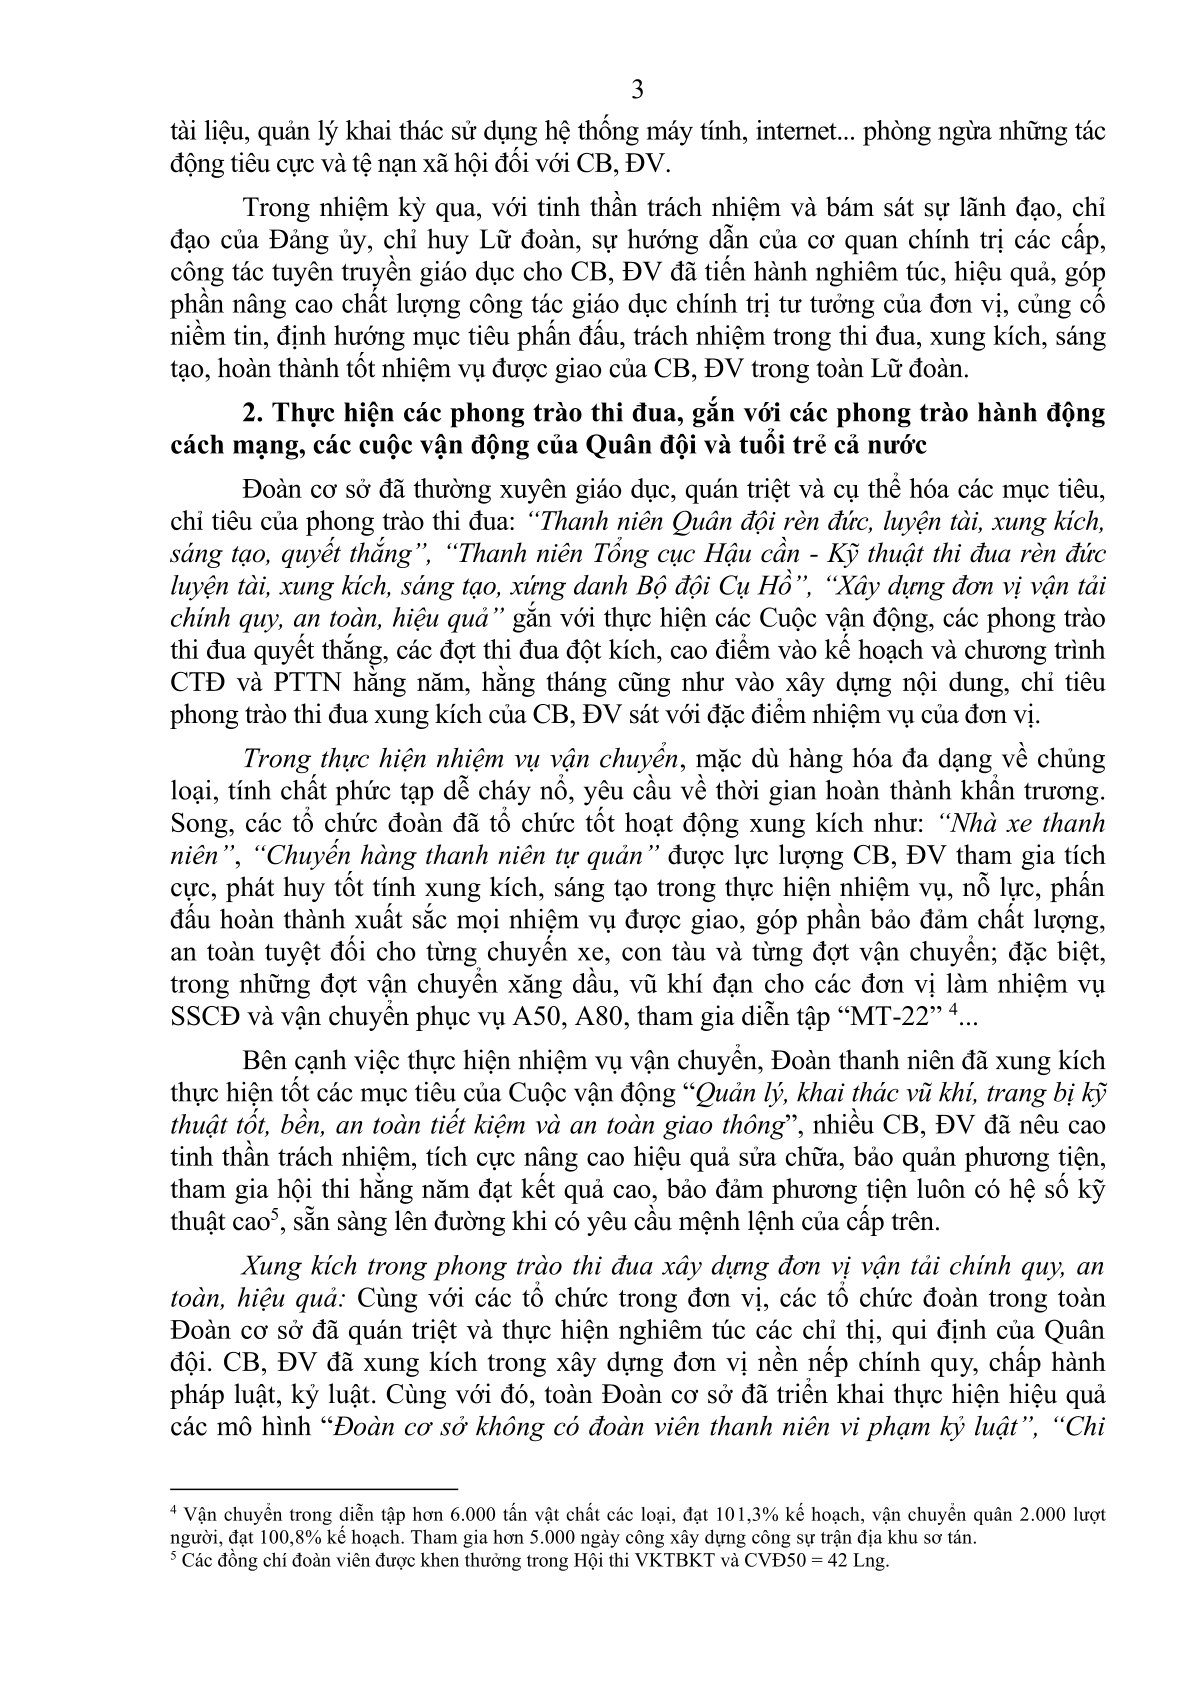 3
tài liệu, quản lý khai thác sử dụng hệ thống máy tính, internet... phòng ngừa những tác
động tiêu cực và tệ nạn xã hội đối với CB, ĐV.
Trong nhiệm kỳ qua, với tinh thần trách nhiệm và bám sát sự lãnh đạo, chỉ
đạo của Đảng ủy, chỉ huy Lữ đoàn, sự hướng dẫn của cơ quan chính trị các cấp,
công tác tuyên truyền giáo dục cho CB, ĐV đã tiến hành nghiêm túc, hiệu quả, góp
phần nâng cao chất lượng công tác giáo dục chính trị tư tưởng của đơn vị, củng cố
niềm tin, định hướng mục tiêu phấn đấu, trách nhiệm trong thi đua, xung kích, sáng
tạo, hoàn thành tốt nhiệm vụ được giao của CB, ĐV trong toàn Lữ đoàn.
2. Thực hiện các phong trào thi đua, gắn với các phong trào hành động
cách mạng, các cuộc vận động của Quân đội và tuổi trẻ cả nước
Đoàn cơ sở đã thường xuyên giáo dục, quán triệt và cụ thể hóa các mục tiêu,
chỉ tiêu của phong trào thi đua: “Thanh niên Quân đội rèn đức, luyện tài, xung kích,
sáng tạo, quyết thắng”, “Thanh niên Tổng cục Hậu cần - Kỹ thuật thi đua rèn đức
luyện tài, xung kích, sáng tạo, xứng danh Bộ đội Cụ Hồ”, “Xây dựng đơn vị vận tải
chính quy, an toàn, hiệu quả” gắn với thực hiện các Cuộc vận động, các phong trào
thi đua quyết thắng, các đợt thi đua đột kích, cao điểm vào kế hoạch và chương trình
CTĐ và PTTN hằng năm, hằng tháng cũng như vào xây dựng nội dung, chỉ tiêu
phong trào thi đua xung kích của CB, ĐV sát với đặc điểm nhiệm vụ của đơn vị.
Trong thực hiện nhiệm vụ vận chuyển, mặc dù hàng hóa đa dạng về chủng
loại, tính chất phức tạp dễ cháy nổ, yêu cầu về thời gian hoàn thành khẩn trương.
Song, các tổ chức đoàn đã tổ chức tốt hoạt động xung kích như: “Nhà xe thanh
niên”, “Chuyến hàng thanh niên tự quản” được lực lượng CB, ĐV tham gia tích
cực, phát huy tốt tính xung kích, sáng tạo trong thực hiện nhiệm vụ, nỗ lực, phấn
đấu hoàn thành xuất sắc mọi nhiệm vụ được giao, góp phần bảo đảm chất lượng,
an toàn tuyệt đối cho từng chuyến xe, con tàu và từng đợt vận chuyển; đặc biệt,
trong những đợt vận chuyển xăng dầu, vũ khí đạn cho các đơn vị làm nhiệm vụ
SSCĐ và vận chuyển phục vụ A50, A80, tham gia diễn tập “MT-22” 4...
Bên cạnh việc thực hiện nhiệm vụ vận chuyển, Đoàn thanh niên đã xung kích
thực hiện tốt các mục tiêu của Cuộc vận động “Quản lý, khai thác vũ khí, trang bị kỹ
thuật tốt, bền, an toàn tiết kiệm và an toàn giao thông”, nhiều CB, ĐV đã nêu cao
tinh thần trách nhiệm, tích cực nâng cao hiệu quả sửa chữa, bảo quản phương tiện,
tham gia hội thi hằng năm đạt kết quả cao, bảo đảm phương tiện luôn có hệ số kỹ
thuật cao5, sẵn sàng lên đường khi có yêu cầu mệnh lệnh của cấp trên.
Xung kích trong phong trào thi đua xây dựng đơn vị vận tải chính quy, an
toàn, hiệu quả: Cùng với các tổ chức trong đơn vị, các tổ chức đoàn trong toàn
Đoàn cơ sở đã quán triệt và thực hiện nghiêm túc các chỉ thị, qui định của Quân
đội. CB, ĐV đã xung kích trong xây dựng đơn vị nền nếp chính quy, chấp hành
pháp luật, kỷ luật. Cùng với đó, toàn Đoàn cơ sở đã triển khai thực hiện hiệu quả
các mô hình “Đoàn cơ sở không có đoàn viên thanh niên vi phạm kỷ luật”, “Chi
4 Vận chuyển trong diễn tập hơn 6.000 tấn vật chất các loại, đạt 101,3% kế hoạch, vận chuyển quân 2.000 lượt
người, đạt 100,8% kế hoạch. Tham gia hơn 5.000 ngày công xây dựng công sự trận địa khu sơ tán.
5 Các đồng chí đoàn viên được khen thưởng trong Hội thi VKTBKT và CVĐ50 = 42 Lng.